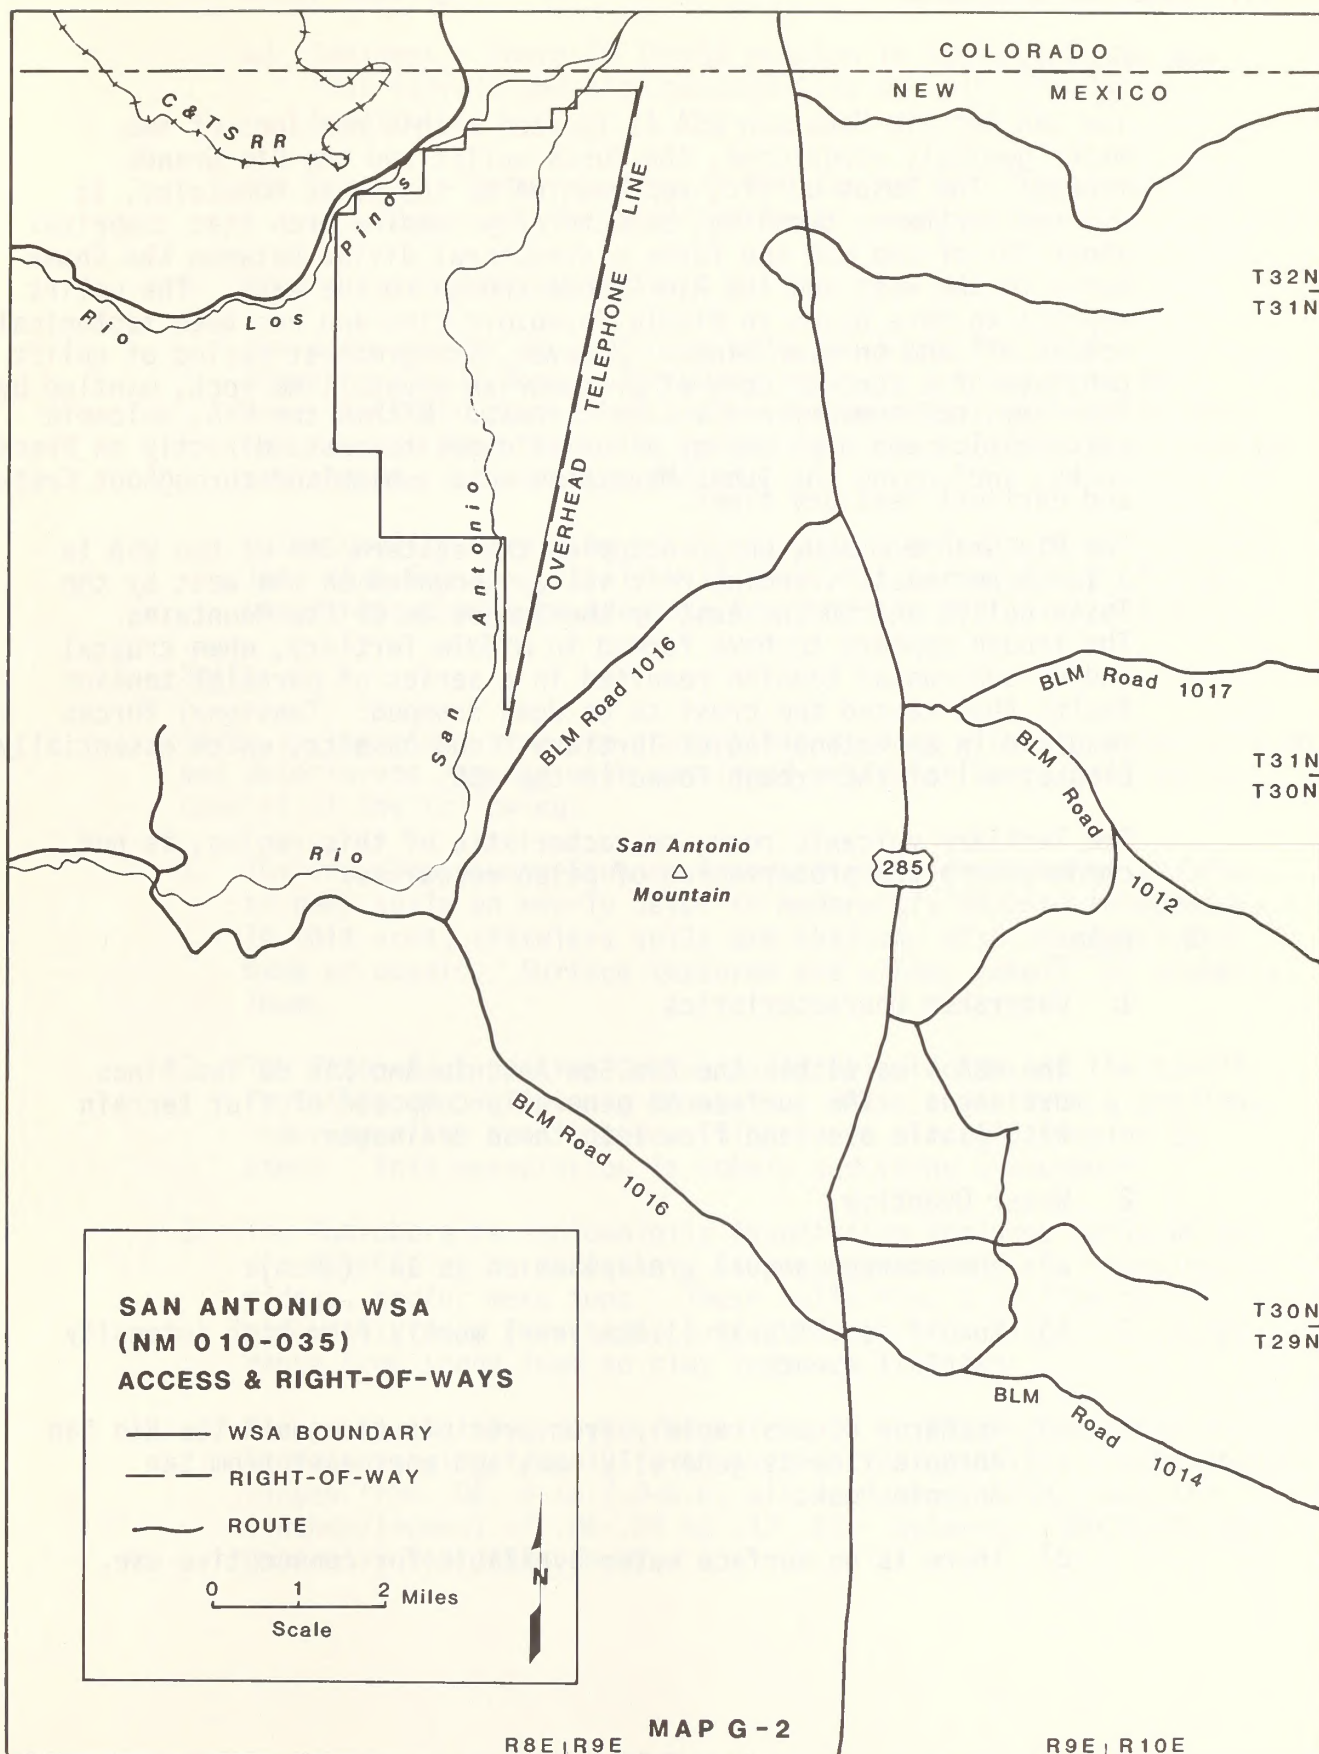 COLORADO
NEW MEXICO
C & T S R R
Rio Los Pinos
OVERHEAD TELEPHONE LINE
T32N
T31N
Rio San Antonio
BLM Road 1016
BLM Road 1017
BLM Road 1012
T31N
T30N
San Antonio
Mountain
285
BLM Road 1016
T30N
T29N
BLM Road 1014
SAN ANTONIO WSA
(NM 010-035)
ACCESS & RIGHT-OF-WAYS
WSA BOUNDARY
RIGHT-OF-WAY
ROUTE
0 1 2 Miles
Scale
N
MAP G-2
R8E R9E
R9E R10E